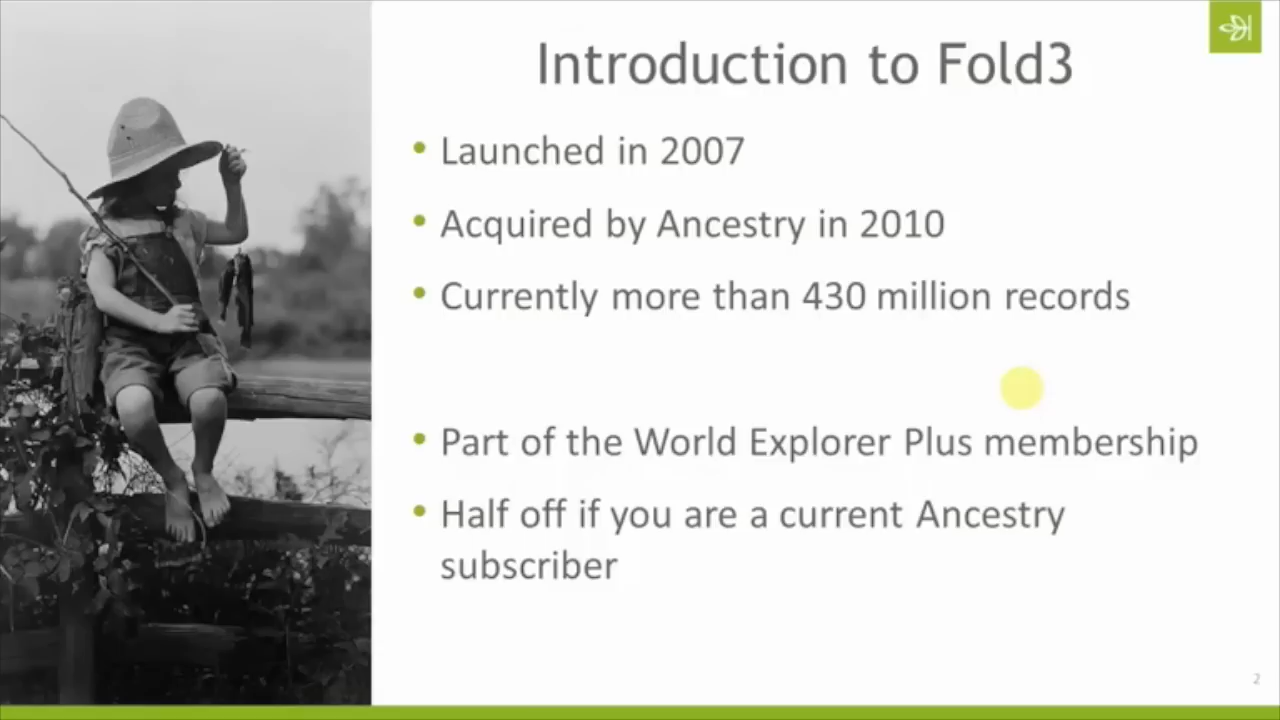 Introduction to Fold3
• Launched in 2007
• Acquired by Ancestry in 2010
• Currently more than 430 million records
• Part of the World Explorer Plus membership
• Half off if you are a current Ancestry
subscriber
2